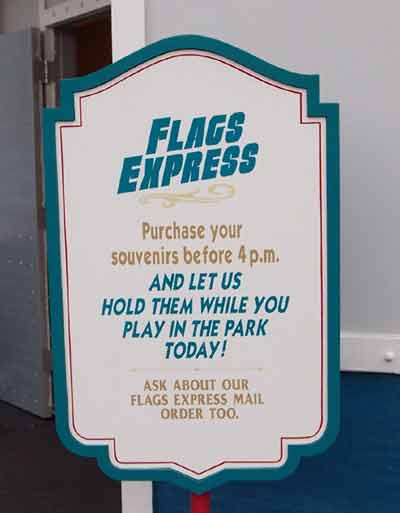 FLAGS
EXPRESS
Purchase your
souvenirs before 4 p.m.
AND LET US
HOLD THEM WHILE YOU
PLAY IN THE PARK
TODAY!
ASK ABOUT OUR
FLAGS EXPRESS MAIL
ORDER TOO.